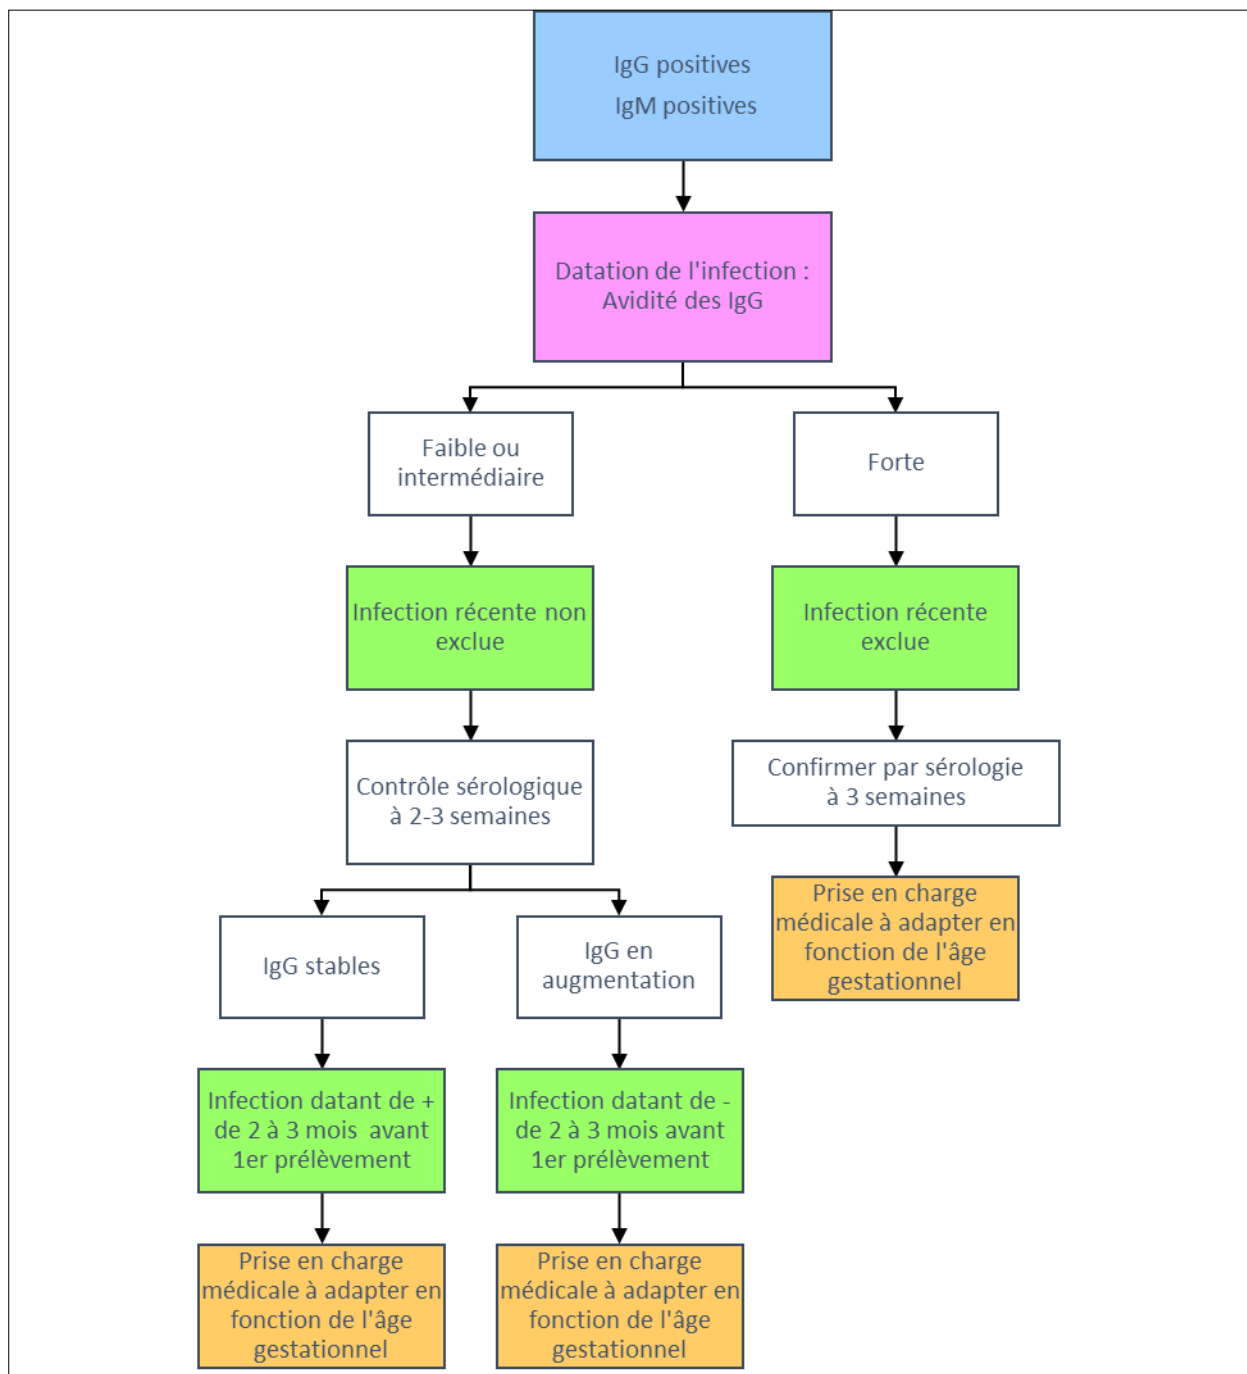 IgG positives
IgM positives
Datation de l'infection :
Avidité des IgG
Faible ou
intermédiaire
Forte
Infection récente non
exclue
Infection récente
exclue
Contrôle sérologique
à 2-3 semaines
Confirmer par sérologie
à 3 semaines
IgG stables
IgG en
augmentation
Prise en charge
médicale à adapter en
fonction de l'âge
gestationnel
Infection datant de +
de 2 à 3 mois avant
1er prélèvement
Infection datant de -
de 2 à 3 mois avant
1er prélèvement
Prise en charge
médicale à adapter en
fonction de l'âge
gestationnel
Prise en charge
médicale à adapter en
fonction de l'âge
gestationnel